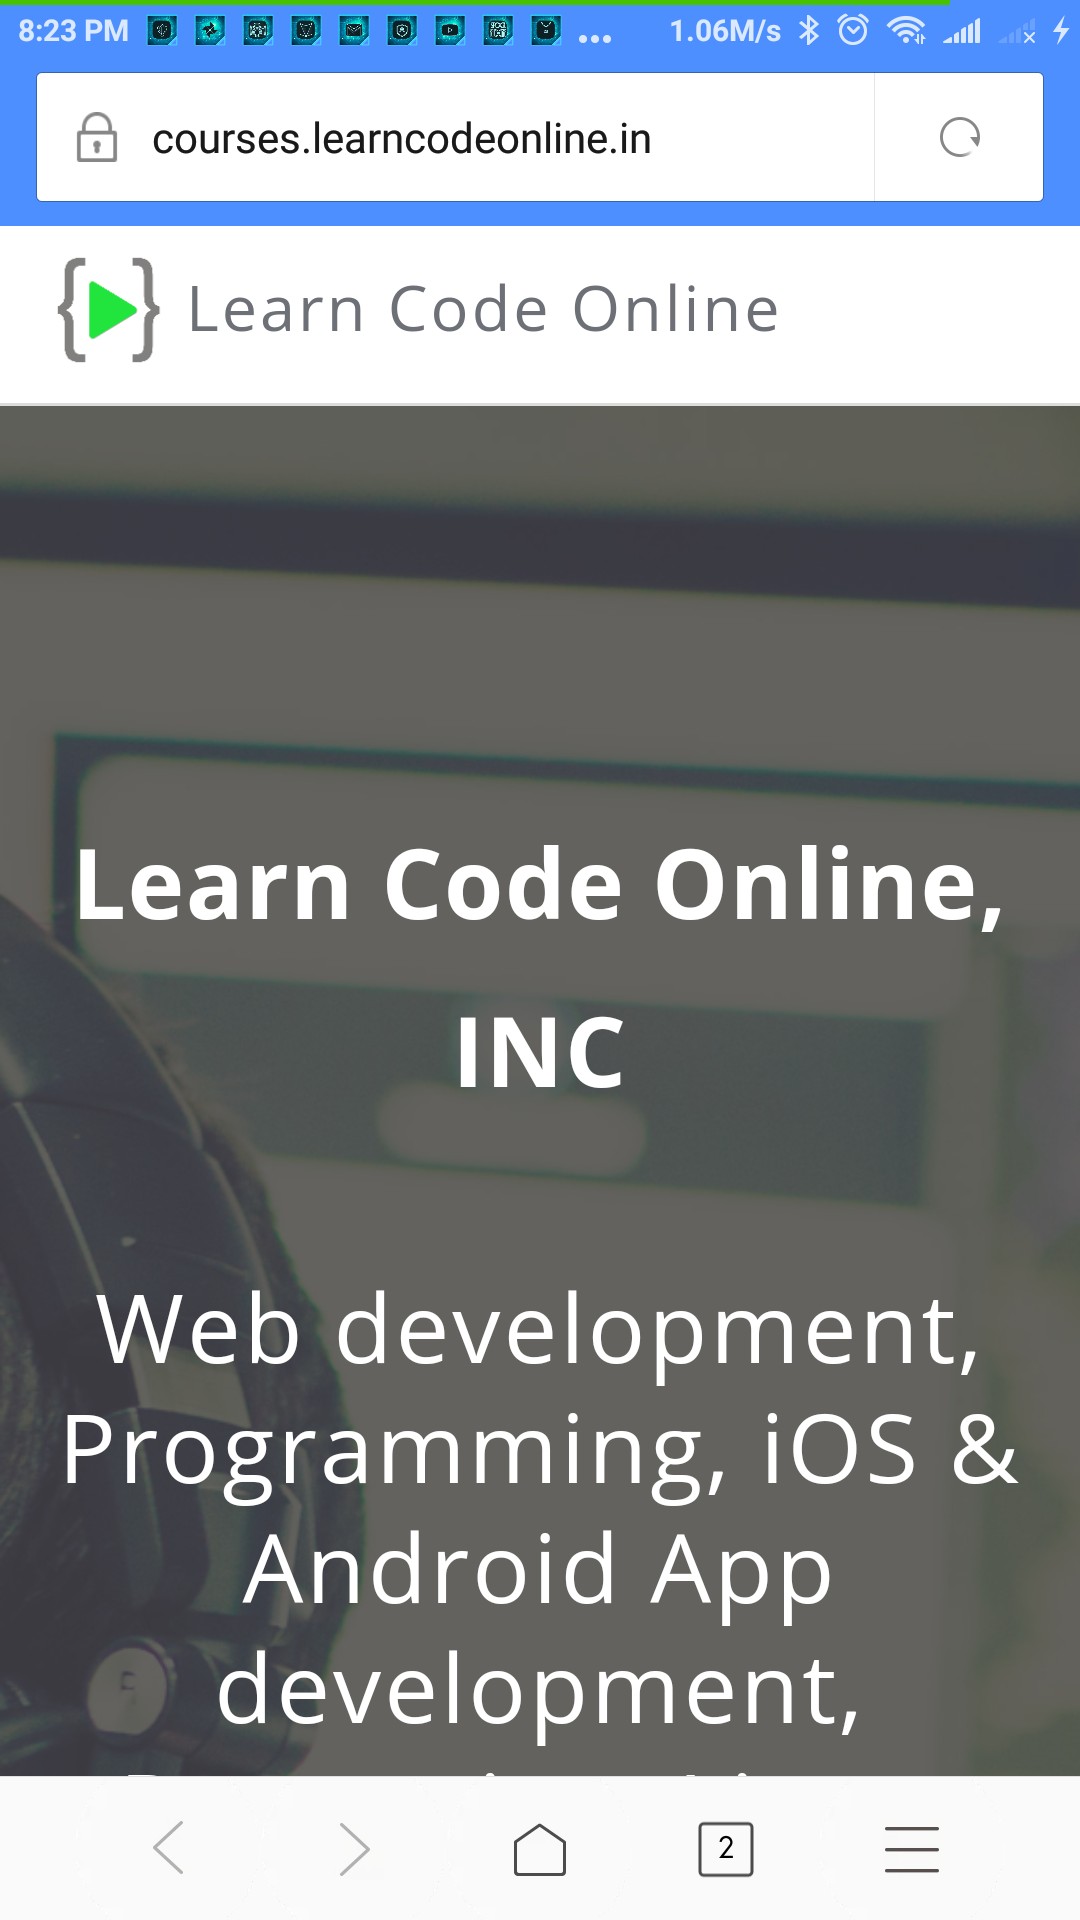 8:23 PM ... 1.06M/s
courses.learncodeonline.in
Learn Code Online
Learn Code Online,
INC
Web development,
Programming, iOS &
Android App
development,
2